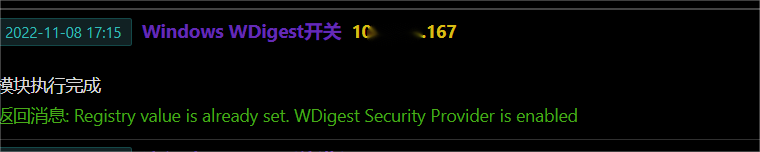 2022-11-08 17:15 Windows WDigest开关 10 .167
模块执行完成
返回消息: Registry value is already set. WDigest Security Provider is enabled